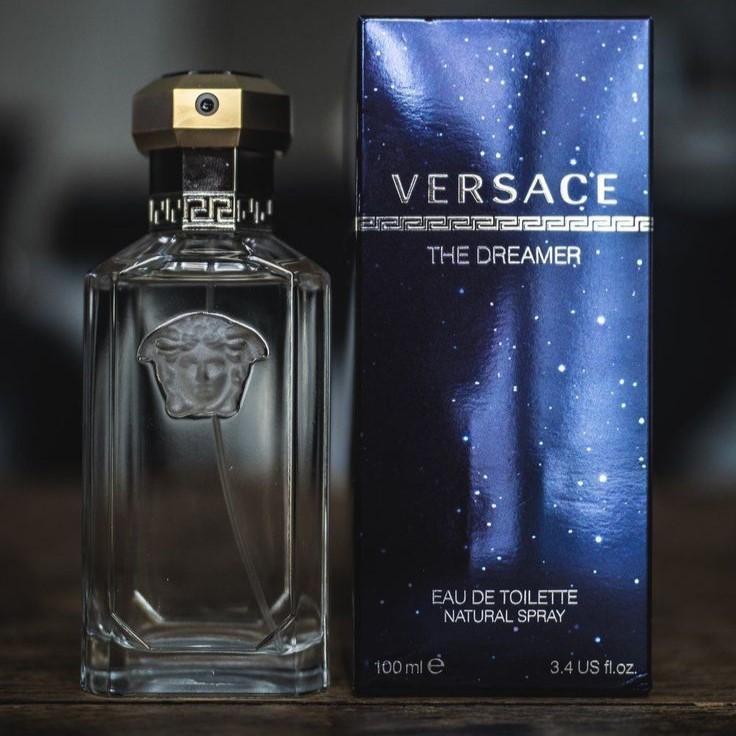 VERSACE
THE DREAMER
EAU DE TOILETTE
NATURAL SPRAY
100 ml ℮
3.4 US fl.oz.